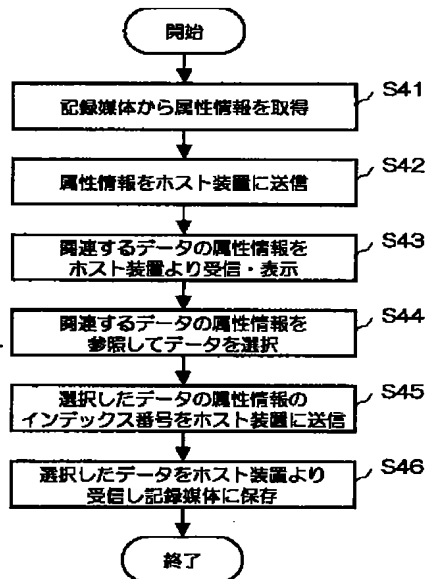 開始
S41
記録媒体から属性情報を取得
S42
属性情報をホスト装置に送信
S43
関連するデータの属性情報を
ホスト装置より受信・表示
S44
関連するデータの属性情報を
参照してデータを選択
S45
選択したデータの属性情報の
インデックス番号をホスト装置に送信
S46
選択したデータをホスト装置より
受信し記録媒体に保存
終了